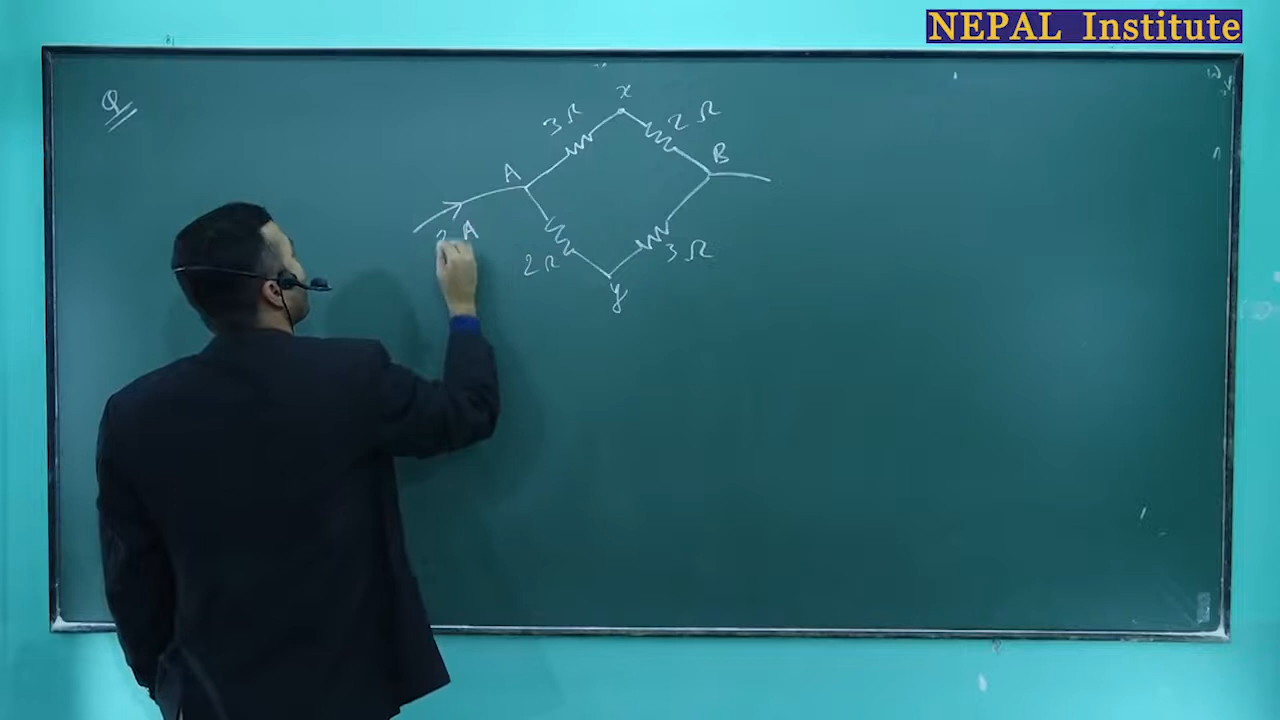 NEPAL Institute
Q
x
3 Ω
2 Ω
B
A
A
2 Ω
3 Ω
y